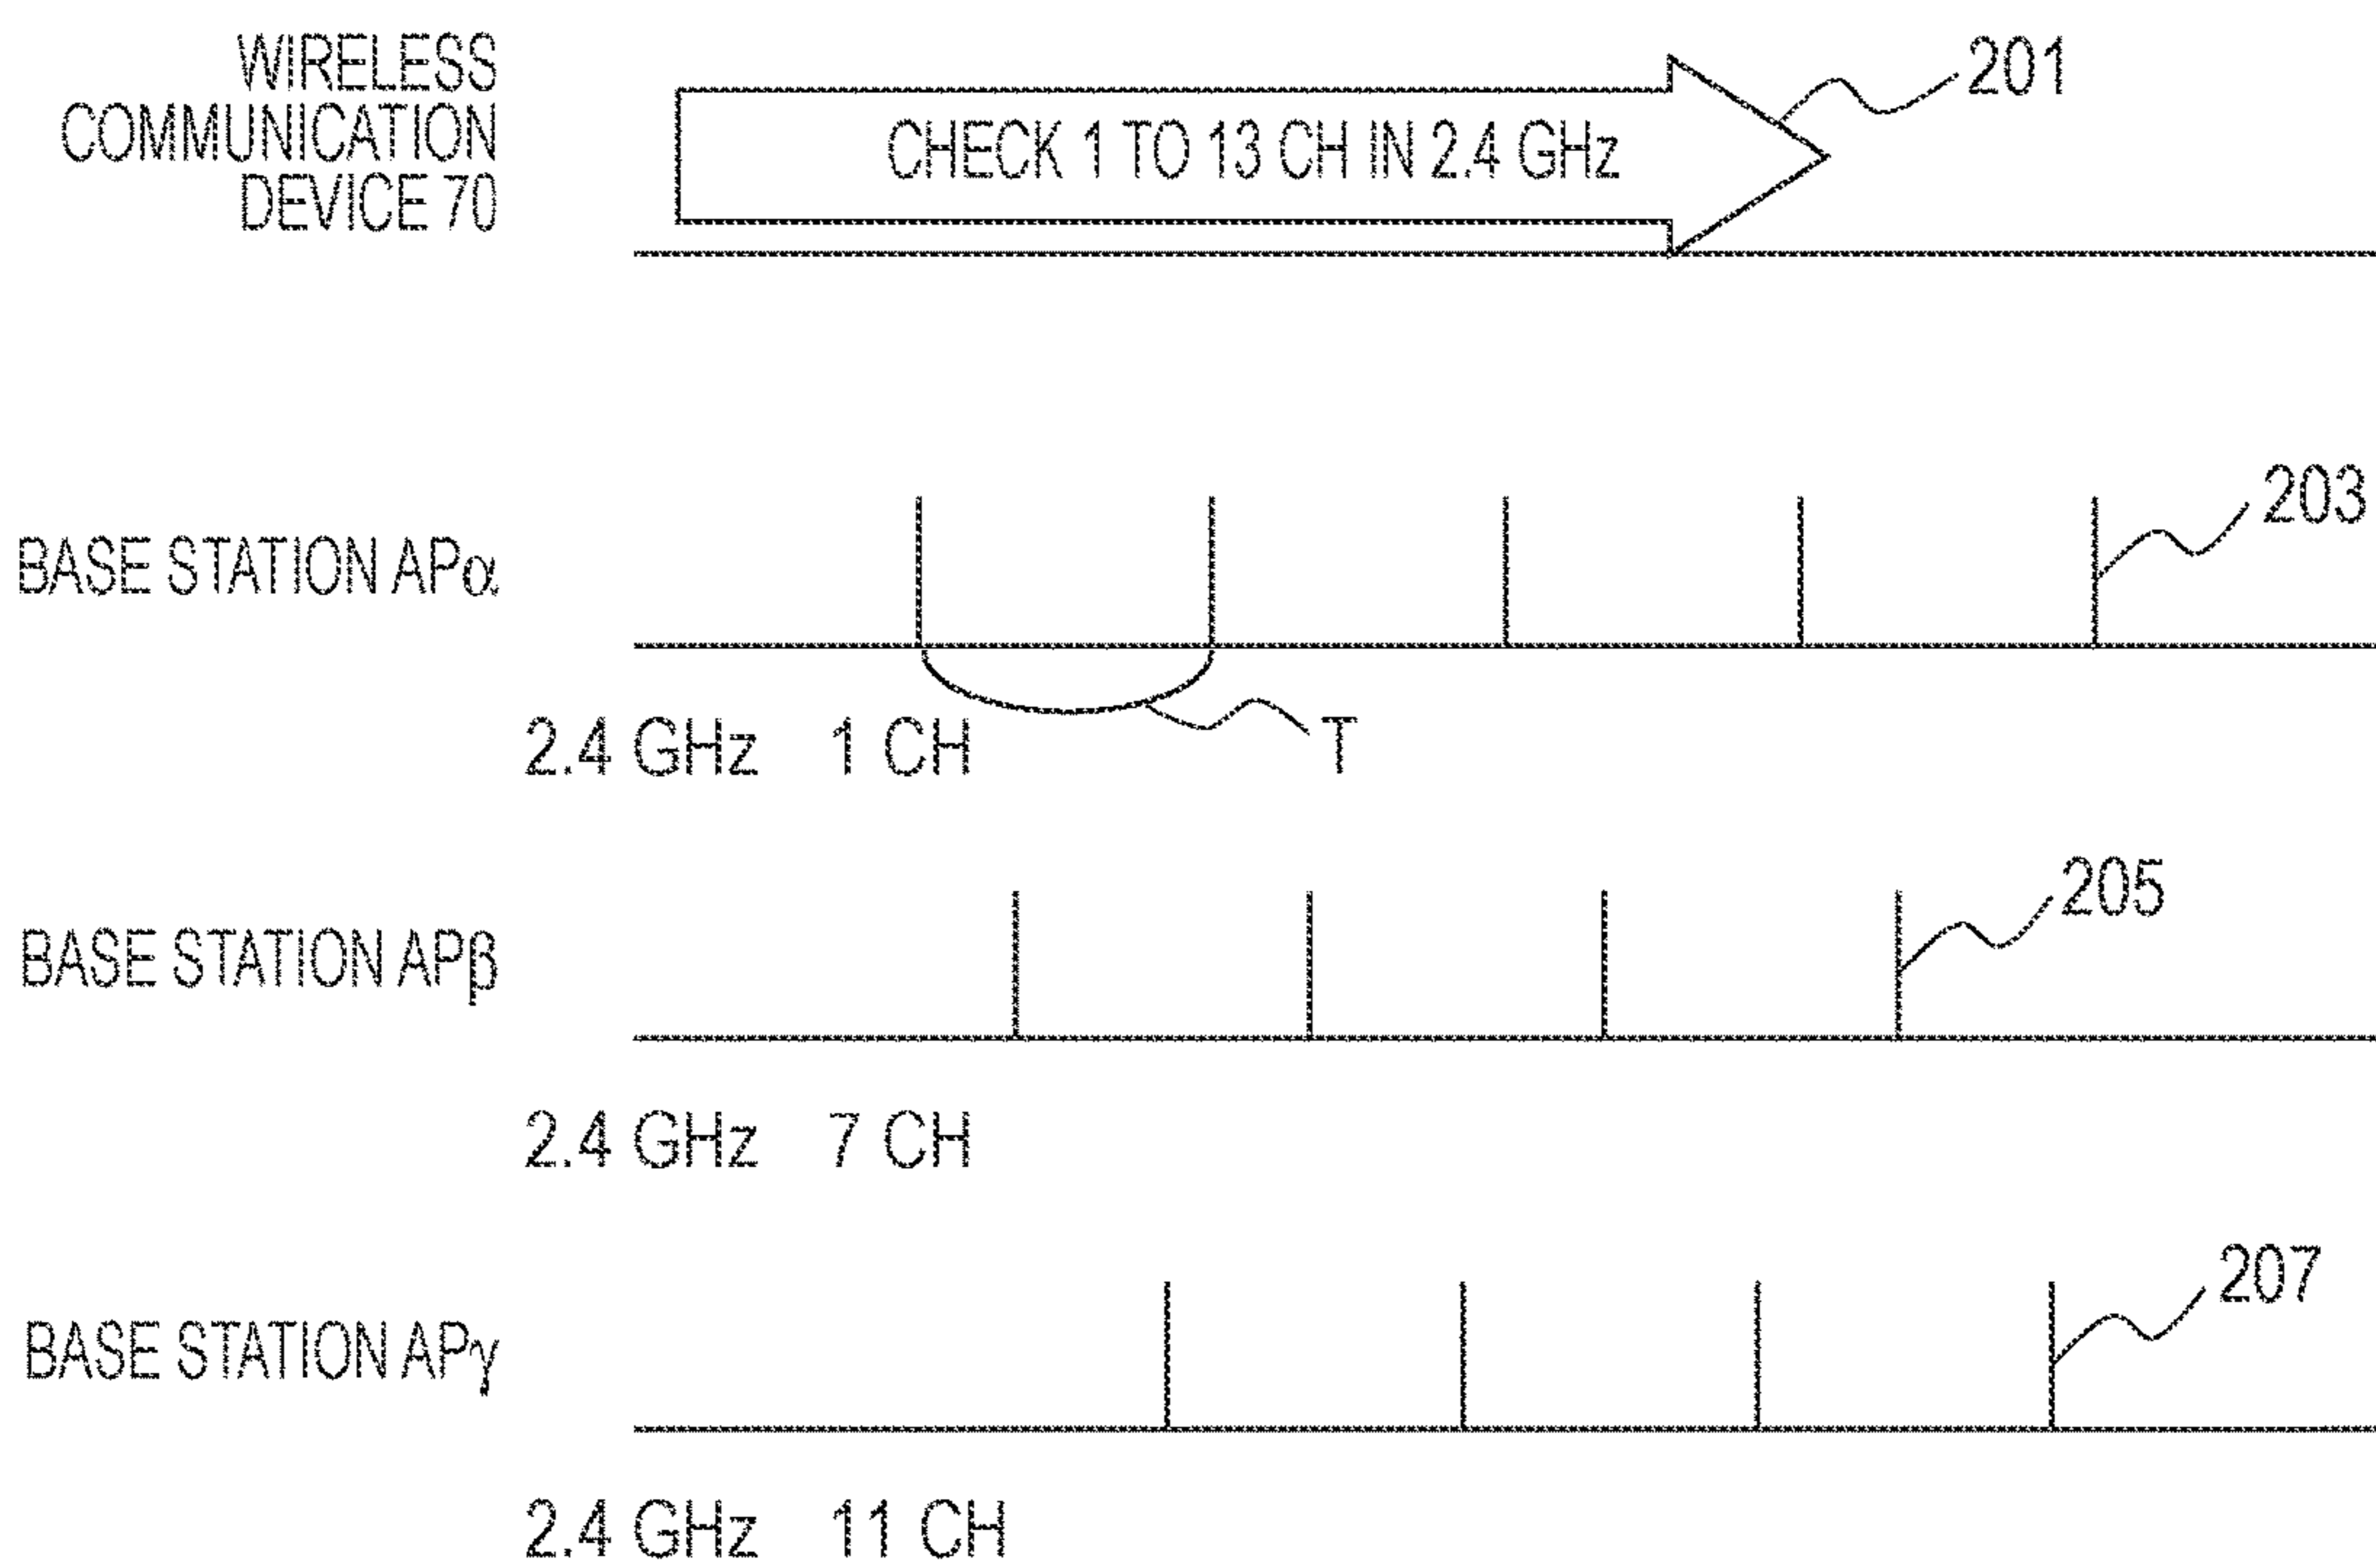 WIRELESS
COMMUNICATION
DEVICE 70
CHECK 1 TO 13 CH IN 2.4 GHz
201
BASE STATION APα
203
2.4 GHz 1 CH
T
BASE STATION APβ
205
2.4 GHz 7 CH
BASE STATION APγ
207
2.4 GHz 11 CH